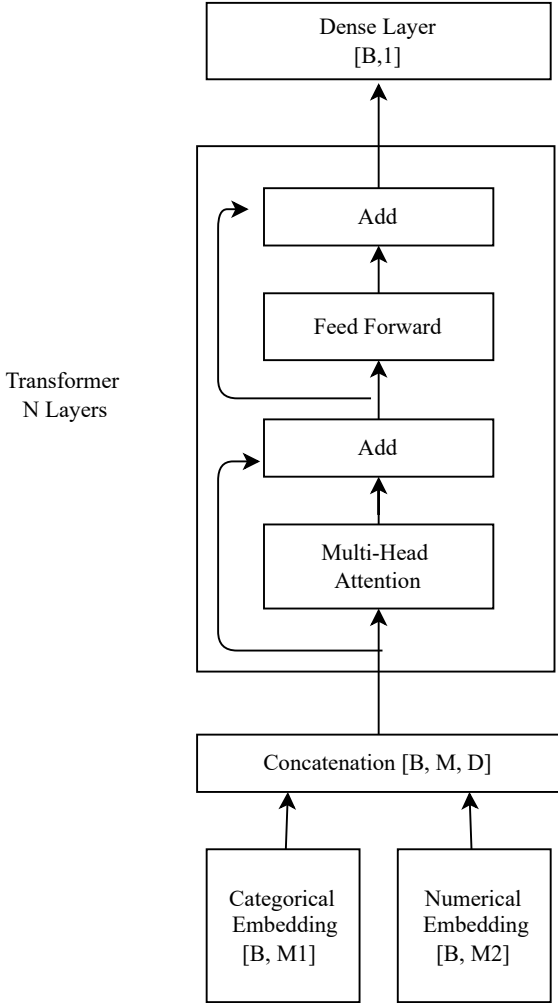 Dense Layer
[B,1]
Add
Feed Forward
Transformer
N Layers
Add
Multi-Head
Attention
Concatenation [B, M, D]
Categorical
Embedding
[B, M1]
Numerical
Embedding
[B, M2]